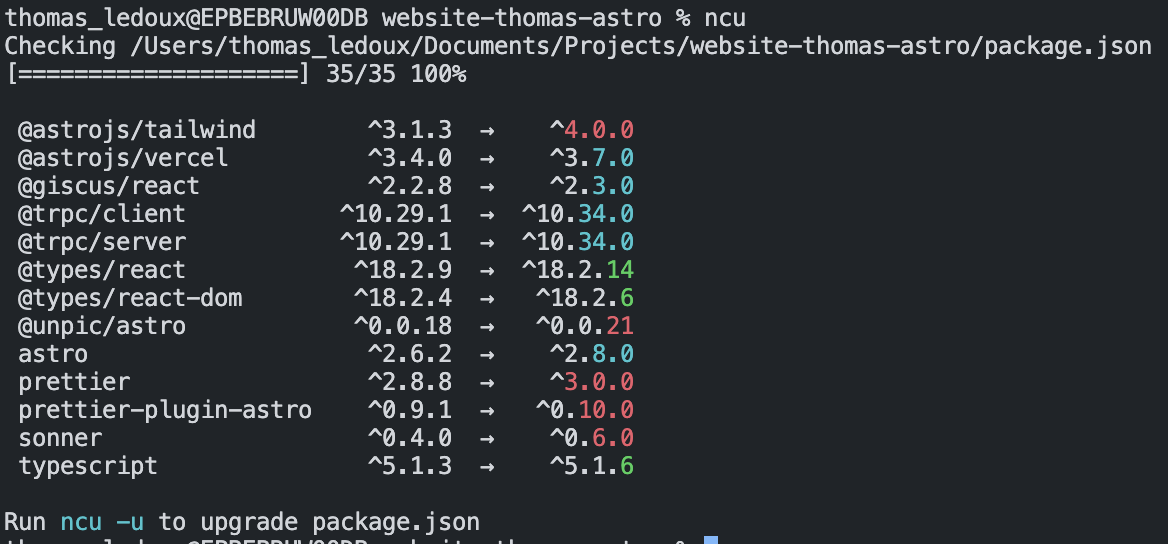 thomas_ledoux@EPBEBRUW00DB website-thomas-astro % ncu
Checking /Users/thomas_ledoux/Documents/Projects/website-thomas-astro/package.json
[====================] 35/35 100%
@astrojs/tailwind ^3.1.3 → ^4.0.0
@astrojs/vercel ^3.4.0 → ^3.7.0
@giscus/react ^2.2.8 → ^2.3.0
@trpc/client ^10.29.1 → ^10.34.0
@trpc/server ^10.29.1 → ^10.34.0
@types/react ^18.2.9 → ^18.2.14
@types/react-dom ^18.2.4 → ^18.2.6
@unpic/astro ^0.0.18 → ^0.0.21
astro ^2.6.2 → ^2.8.0
prettier ^2.8.8 → ^3.0.0
prettier-plugin-astro ^0.9.1 → ^0.10.0
sonner ^0.4.0 → ^0.6.0
typescript ^5.1.3 → ^5.1.6
Run ncu -u to upgrade package.json
thomas_ledoux@EPBEBRUW00DB website-thomas-astro %